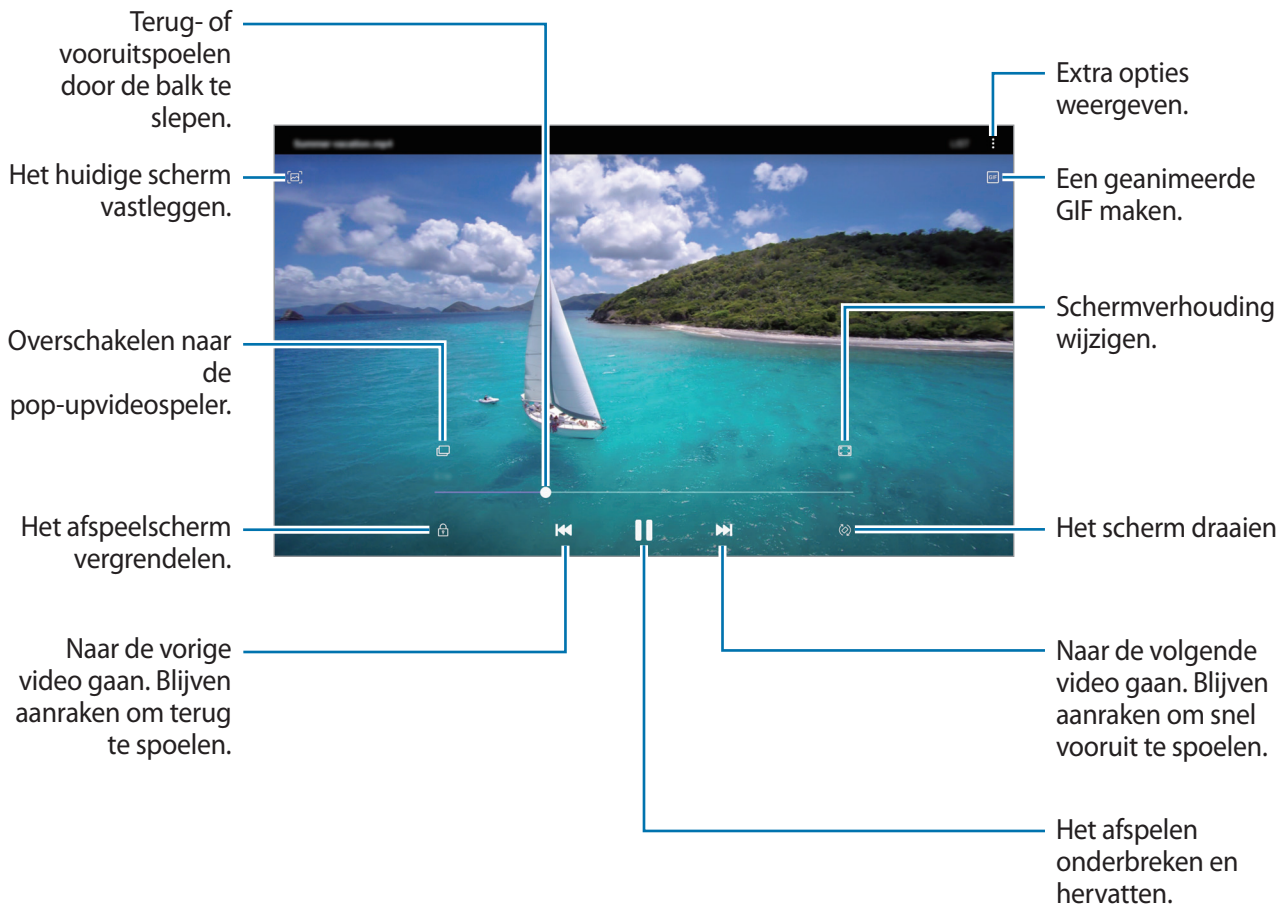 Terug- of
vooruitspoelen
door de balk te
slepen.
Extra opties
weergeven.
Het huidige scherm
vastleggen.
Een geanimeerde
GIF maken.
GIF
Overschakelen naar
de
pop-upvideospeler.
Schermverhouding
wijzigen.
Het afspeelscherm
vergrendelen.
Het scherm draaien
Naar de vorige
video gaan. Blijven
aanraken om terug
te spoelen.
Naar de volgende
video gaan. Blijven
aanraken om snel
vooruit te spoelen.
Het afspelen
onderbreken en
hervatten.